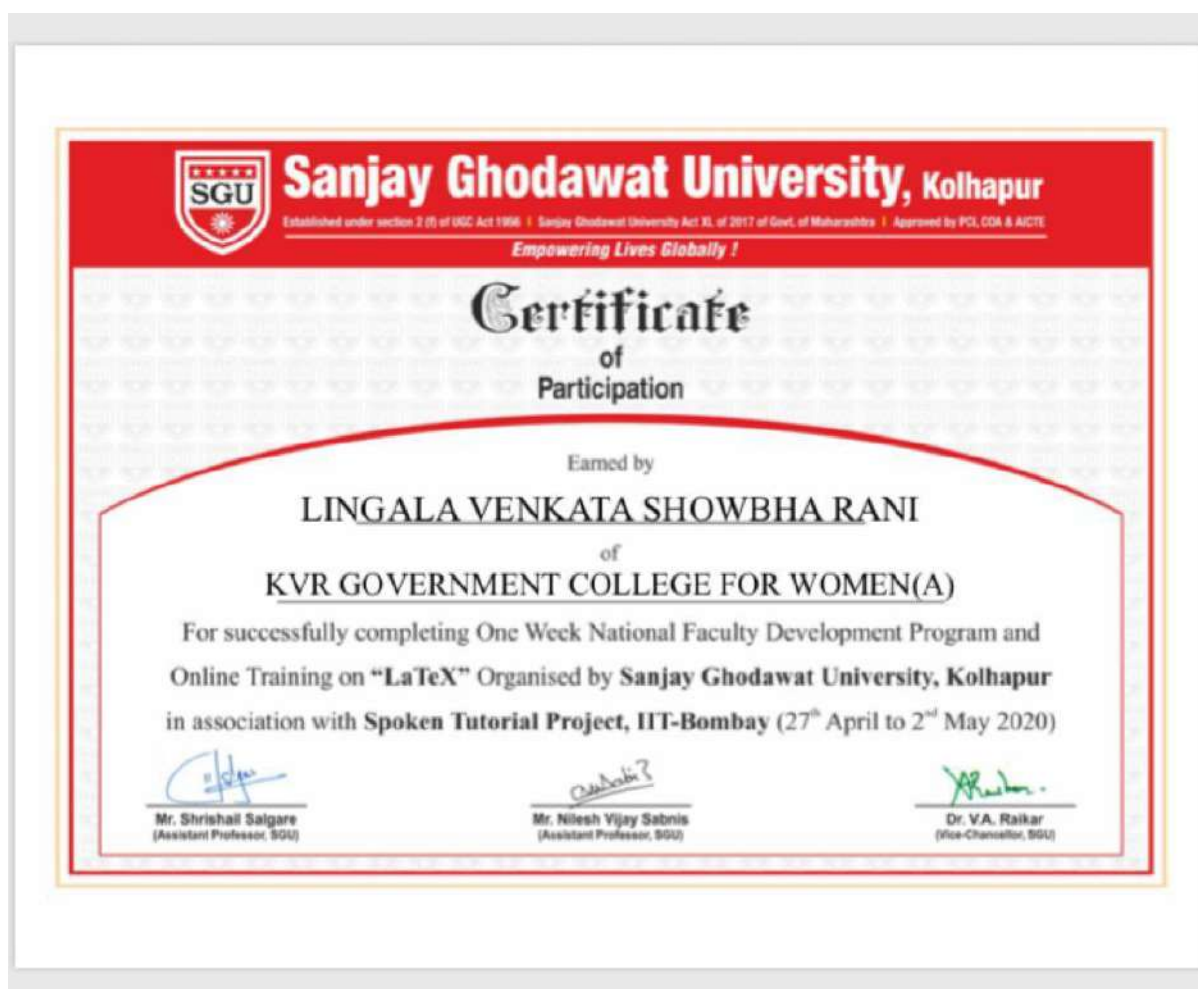 SGU
Sanjay Ghodawat University, Kolhapur
Established under section 2 (f) of UGC Act 1956 | Sanjay Ghodawat University Act XL of 2017 of Govt. of Maharashtra | Approved by PCI, COA & AICTE
Empowering Lives Globally !
Certificate
of
Participation
Earned by
LINGALA VENKATA SHOWBHA RANI
of
KVR GOVERNMENT COLLEGE FOR WOMEN(A)
For successfully completing One Week National Faculty Development Program and
Online Training on “LaTeX” Organised by Sanjay Ghodawat University, Kolhapur
in association with Spoken Tutorial Project, IIT-Bombay (27th April to 2nd May 2020)
Mr. Shrishail Salgare
(Assistant Professor, SGU)
Mr. Nilesh Vijay Sabnis
(Assistant Professor, SGU)
Dr. V.A. Raikar
(Vice-Chancellor, SGU)